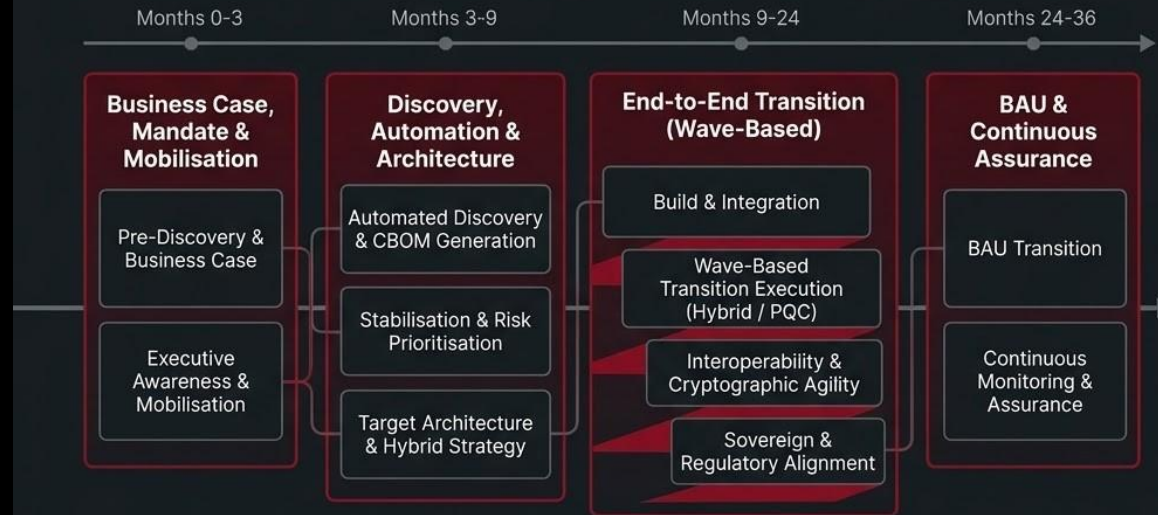 Months 0-3
Months 3-9
Months 9-24
Months 24-36
Business Case,
Mandate &
Mobilisation
Pre-Discovery &
Business Case
Executive
Awareness &
Mobilisation
Discovery,
Automation &
Architecture
Automated Discovery
& CBOM Generation
Stabilisation & Risk
Prioritisation
Target Architecture
& Hybrid Strategy
End-to-End Transition
(Wave-Based)
Build & Integration
Wave-Based
Transition Execution
(Hybrid / PQC)
Interoperability &
Cryptographic Agility
Sovereign &
Regulatory Alignment
BAU &
Continuous
Assurance
BAU Transition
Continuous
Monitoring &
Assurance